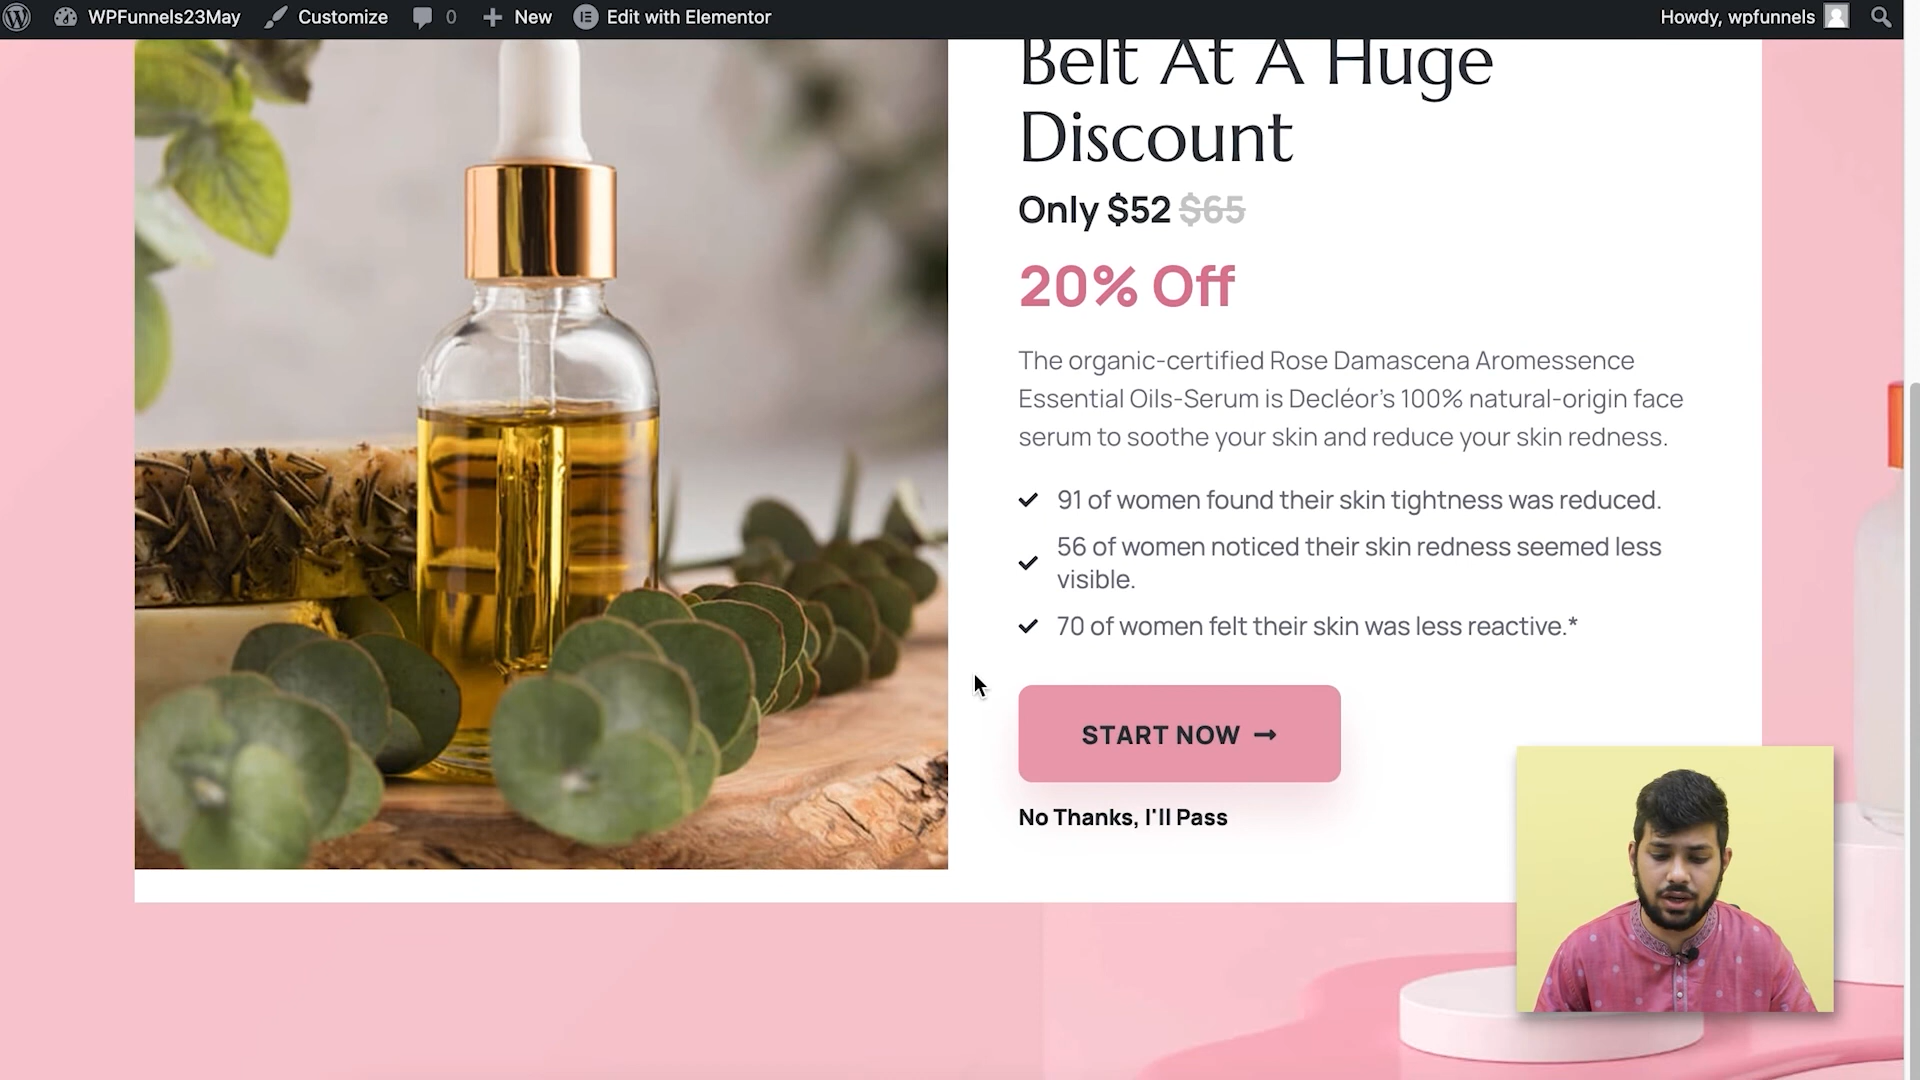 WPFunnels23May Customize 0 New Edit with Elementor Howdy, wpfunnels
Belt At A Huge
Discount
Only $52 $65
20% Off
The organic-certified Rose Damascena Aromessence
Essential Oils-Serum is Decléor's 100% natural-origin face
serum to soothe your skin and reduce your skin redness.
91 of women found their skin tightness was reduced.
56 of women noticed their skin redness seemed less
visible.
70 of women felt their skin was less reactive.*
START NOW →
No Thanks, I'll Pass